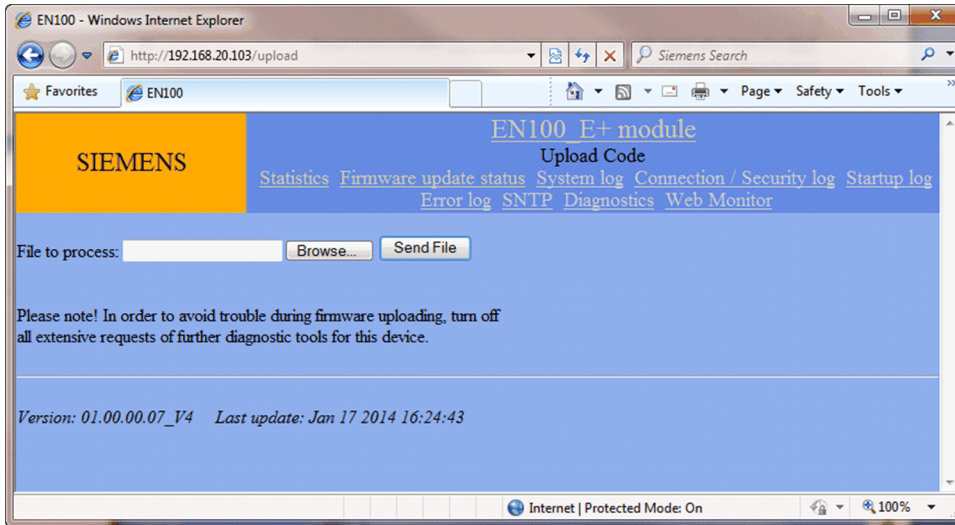 EN100 - Windows Internet Explorer
http://192.168.20.103/upload
Siemens Search
Favorites
EN100
Page
Safety
Tools
SIEMENS
EN100_E+ module
Upload Code
Statistics Firmware update status System log Connection / Security log Startup log
Error log SNTP Diagnostics Web Monitor
File to process: Browse... Send File
Please note! In order to avoid trouble during firmware uploading, turn off
all extensive requests of further diagnostic tools for this device.
Version: 01.00.00.07_V4 Last update: Jan 17 2014 16:24:43
Internet | Protected Mode: On
100%